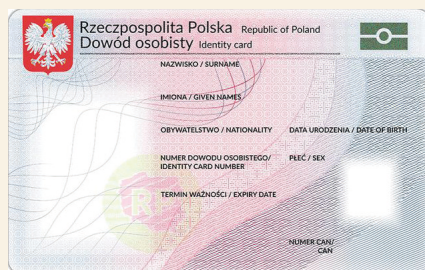 Rzeczpospolita Polska Republic of Poland
Dowód osobisty Identity card
NAZWISKO / SURNAME
IMIONA / GIVEN NAMES
OBYWATELSTWO / NATIONALITY DATA URODZENIA / DATE OF BIRTH
NUMER DOWODU OSOBISTEGO/ PŁEĆ / SEX
IDENTITY CARD NUMBER
TERMIN WAŻNOŚCI / EXPIRY DATE
NUMER CAN/
CAN